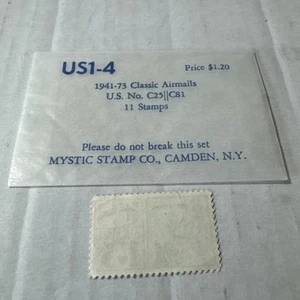 US1-4 Price $1.20
1941-73 Classic Airmails
U.S. No. C25||C81
11 Stamps
Please do not break this set
MYSTIC STAMP CO., CAMDEN, N.Y.